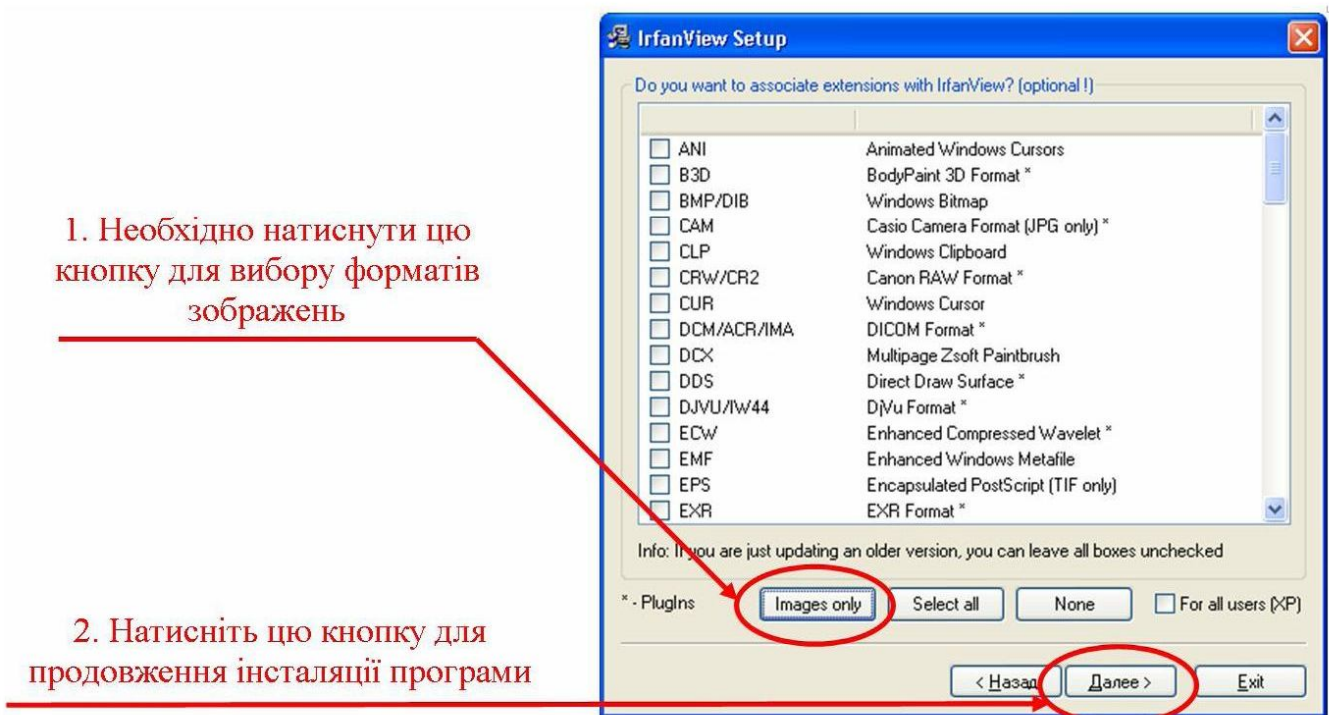 IrfanView Setup
Do you want to associate extensions with IrfanView? (optional !)
ANI Animated Windows Cursors
B3D BodyPaint 3D Format *
BMP/DIB Windows Bitmap
CAM Casio Camera Format (JPG only) *
CLP Windows Clipboard
CRW/CR2 Canon RAW Format *
CUR Windows Cursor
DCM/ACR/IMA DICOM Format *
DCX Multipage Zsoft Paintbrush
DDS Direct Draw Surface *
DJVU/IW44 DjVu Format *
ECW Enhanced Compressed Wavelet *
EMF Enhanced Windows Metafile
EPS Encapsulated PostScript (TIF only)
EXR EXR Format *
Info: If you are just updating an older version, you can leave all boxes unchecked
* - PlugIns Images only Select all None For all users (XP)
< Назад Далее > Exit
1. Необхідно натиснути цю
кнопку для вибору форматів
зображень
2. Натисніть цю кнопку для
продовження інсталяції програми